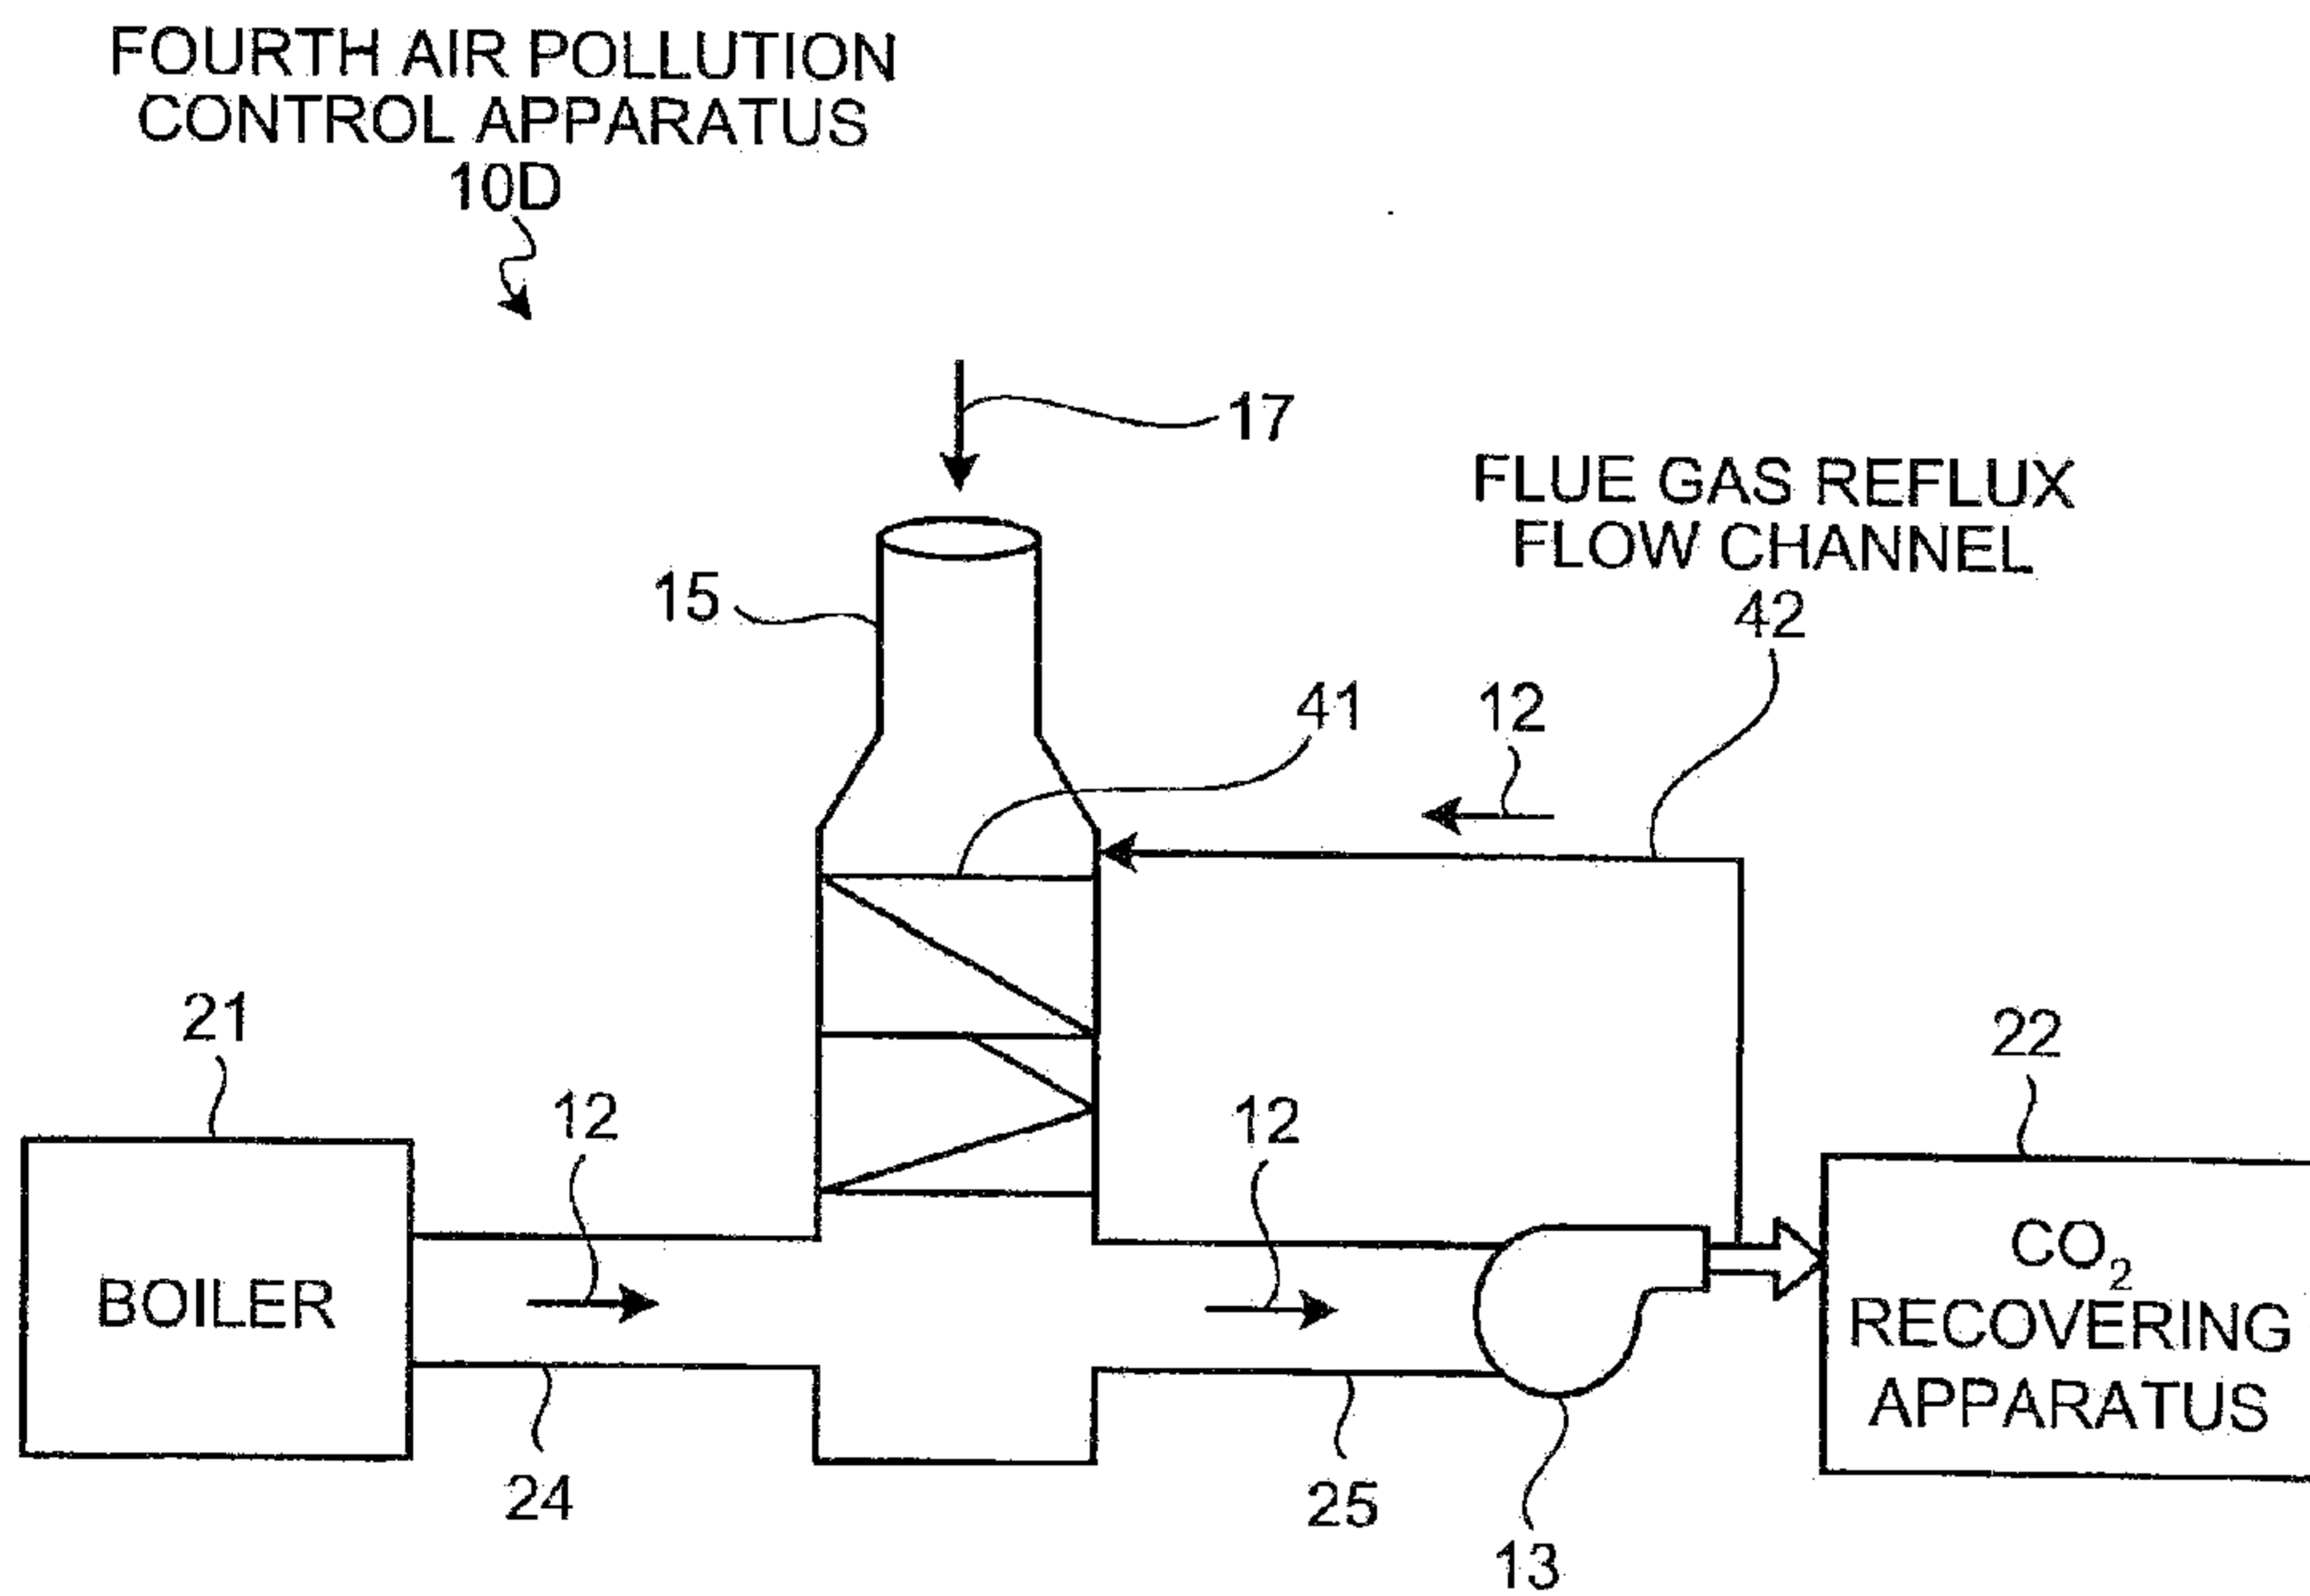 FOURTH AIR POLLUTION
CONTROL APPARATUS
10D
17
FLUE GAS REFLUX
FLOW CHANNEL
42
15
41
12
21
12
12
22
BOILER
CO₂
RECOVERING
APPARATUS
24
25
13